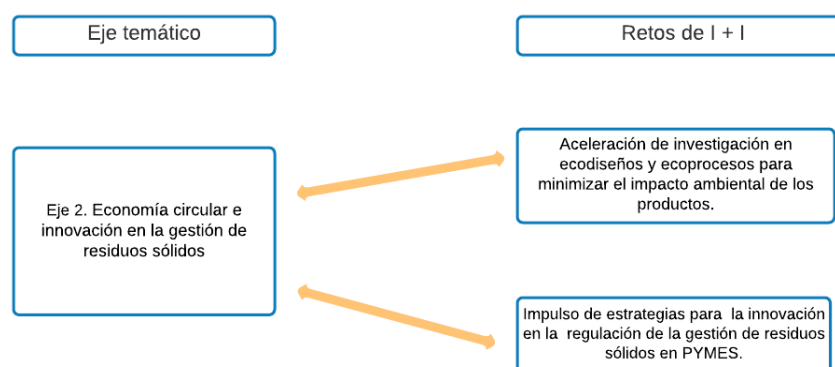 Eje temático
Retos de I + I
Eje 2. Economía circular e
innovación en la gestión de
residuos sólidos
Aceleración de investigación en
ecodiseños y ecoprocesos para
minimizar el impacto ambiental de los
productos.
Impulso de estrategias para la innovación
en la regulación de la gestión de residuos
sólidos en PYMES.